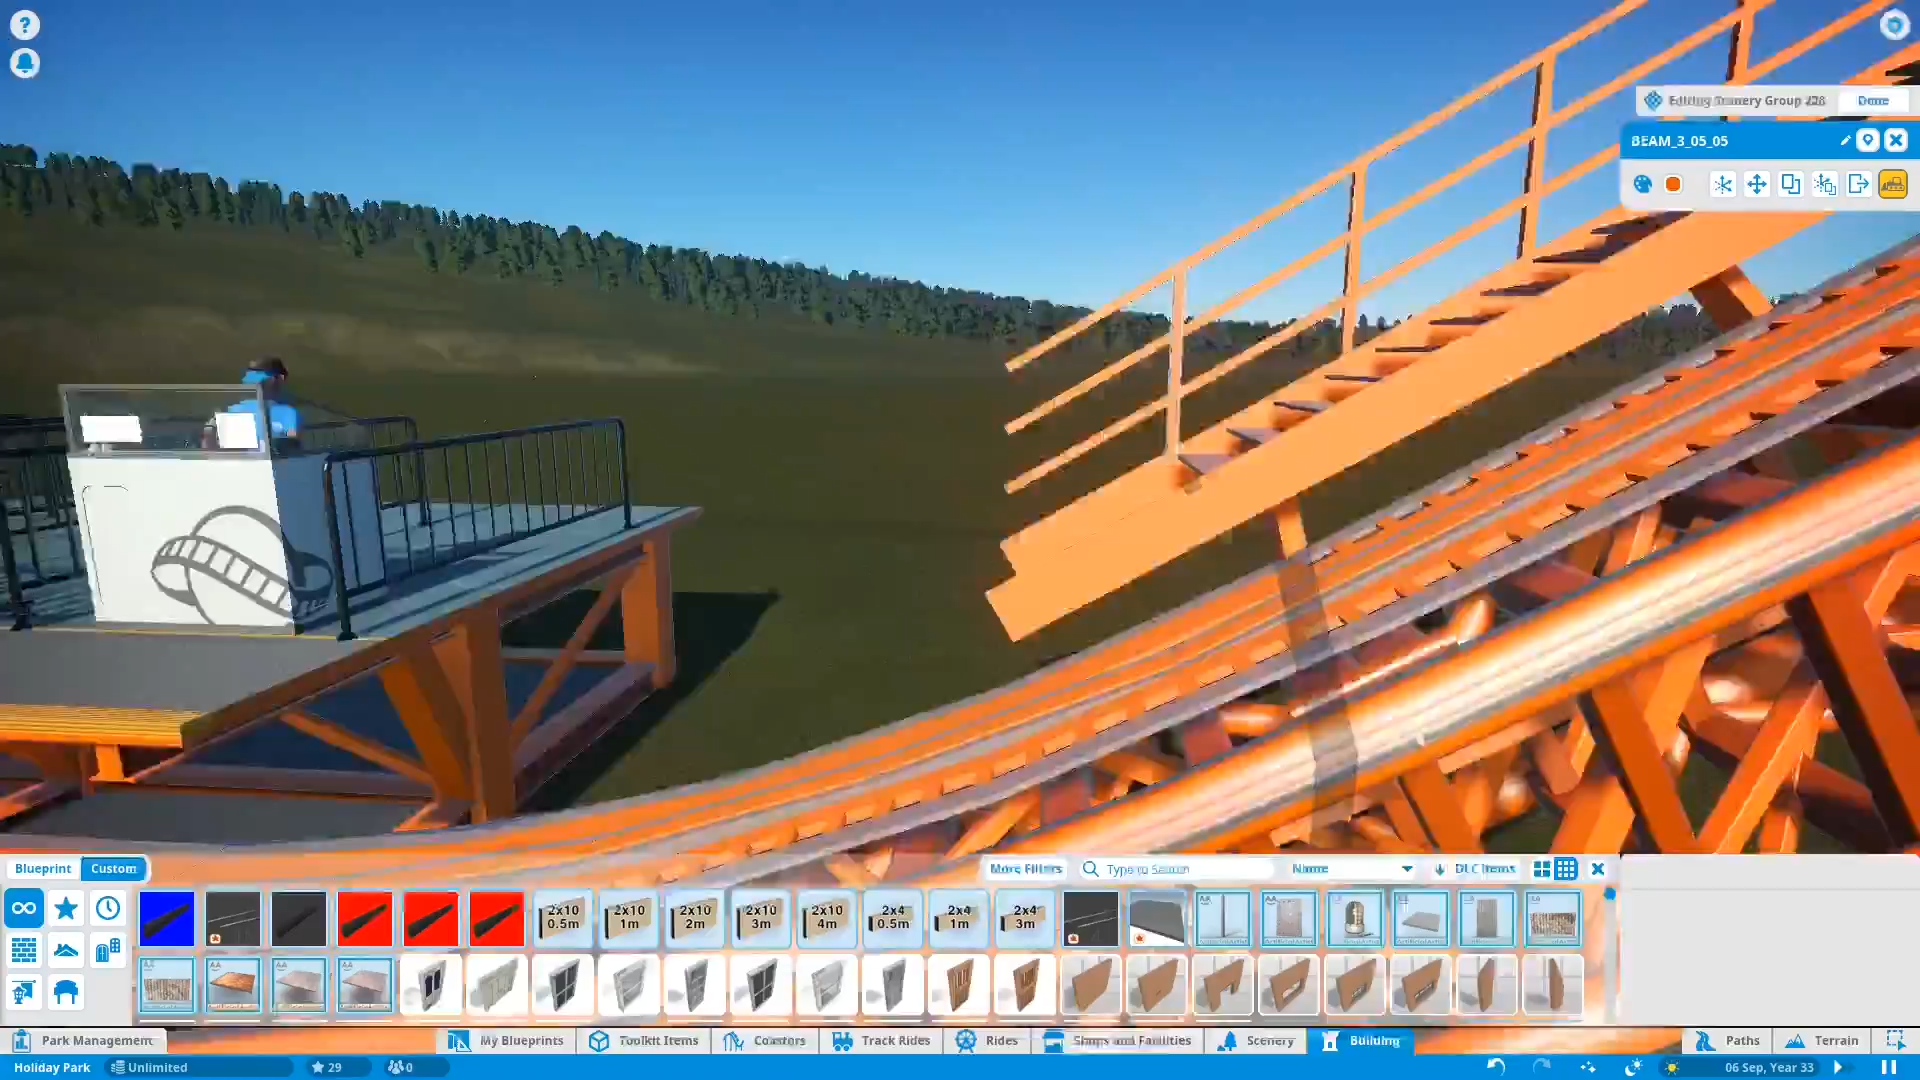 Editing Scenery Group 228 Done
BEAM_3_05_05
Blueprint Custom More Filters Type to Search Name DLC Items
2x10 0.5m
2x10 1m
2x10 2m
2x10 3m
2x10 4m
2x4 0.5m
2x4 1m
2x4 3m
Park Management My Blueprints Toolkit Items Coasters Track Rides Rides Shops and Facilities Scenery Building Paths Terrain
Holiday Park Unlimited 29 0 06 Sep, Year 33